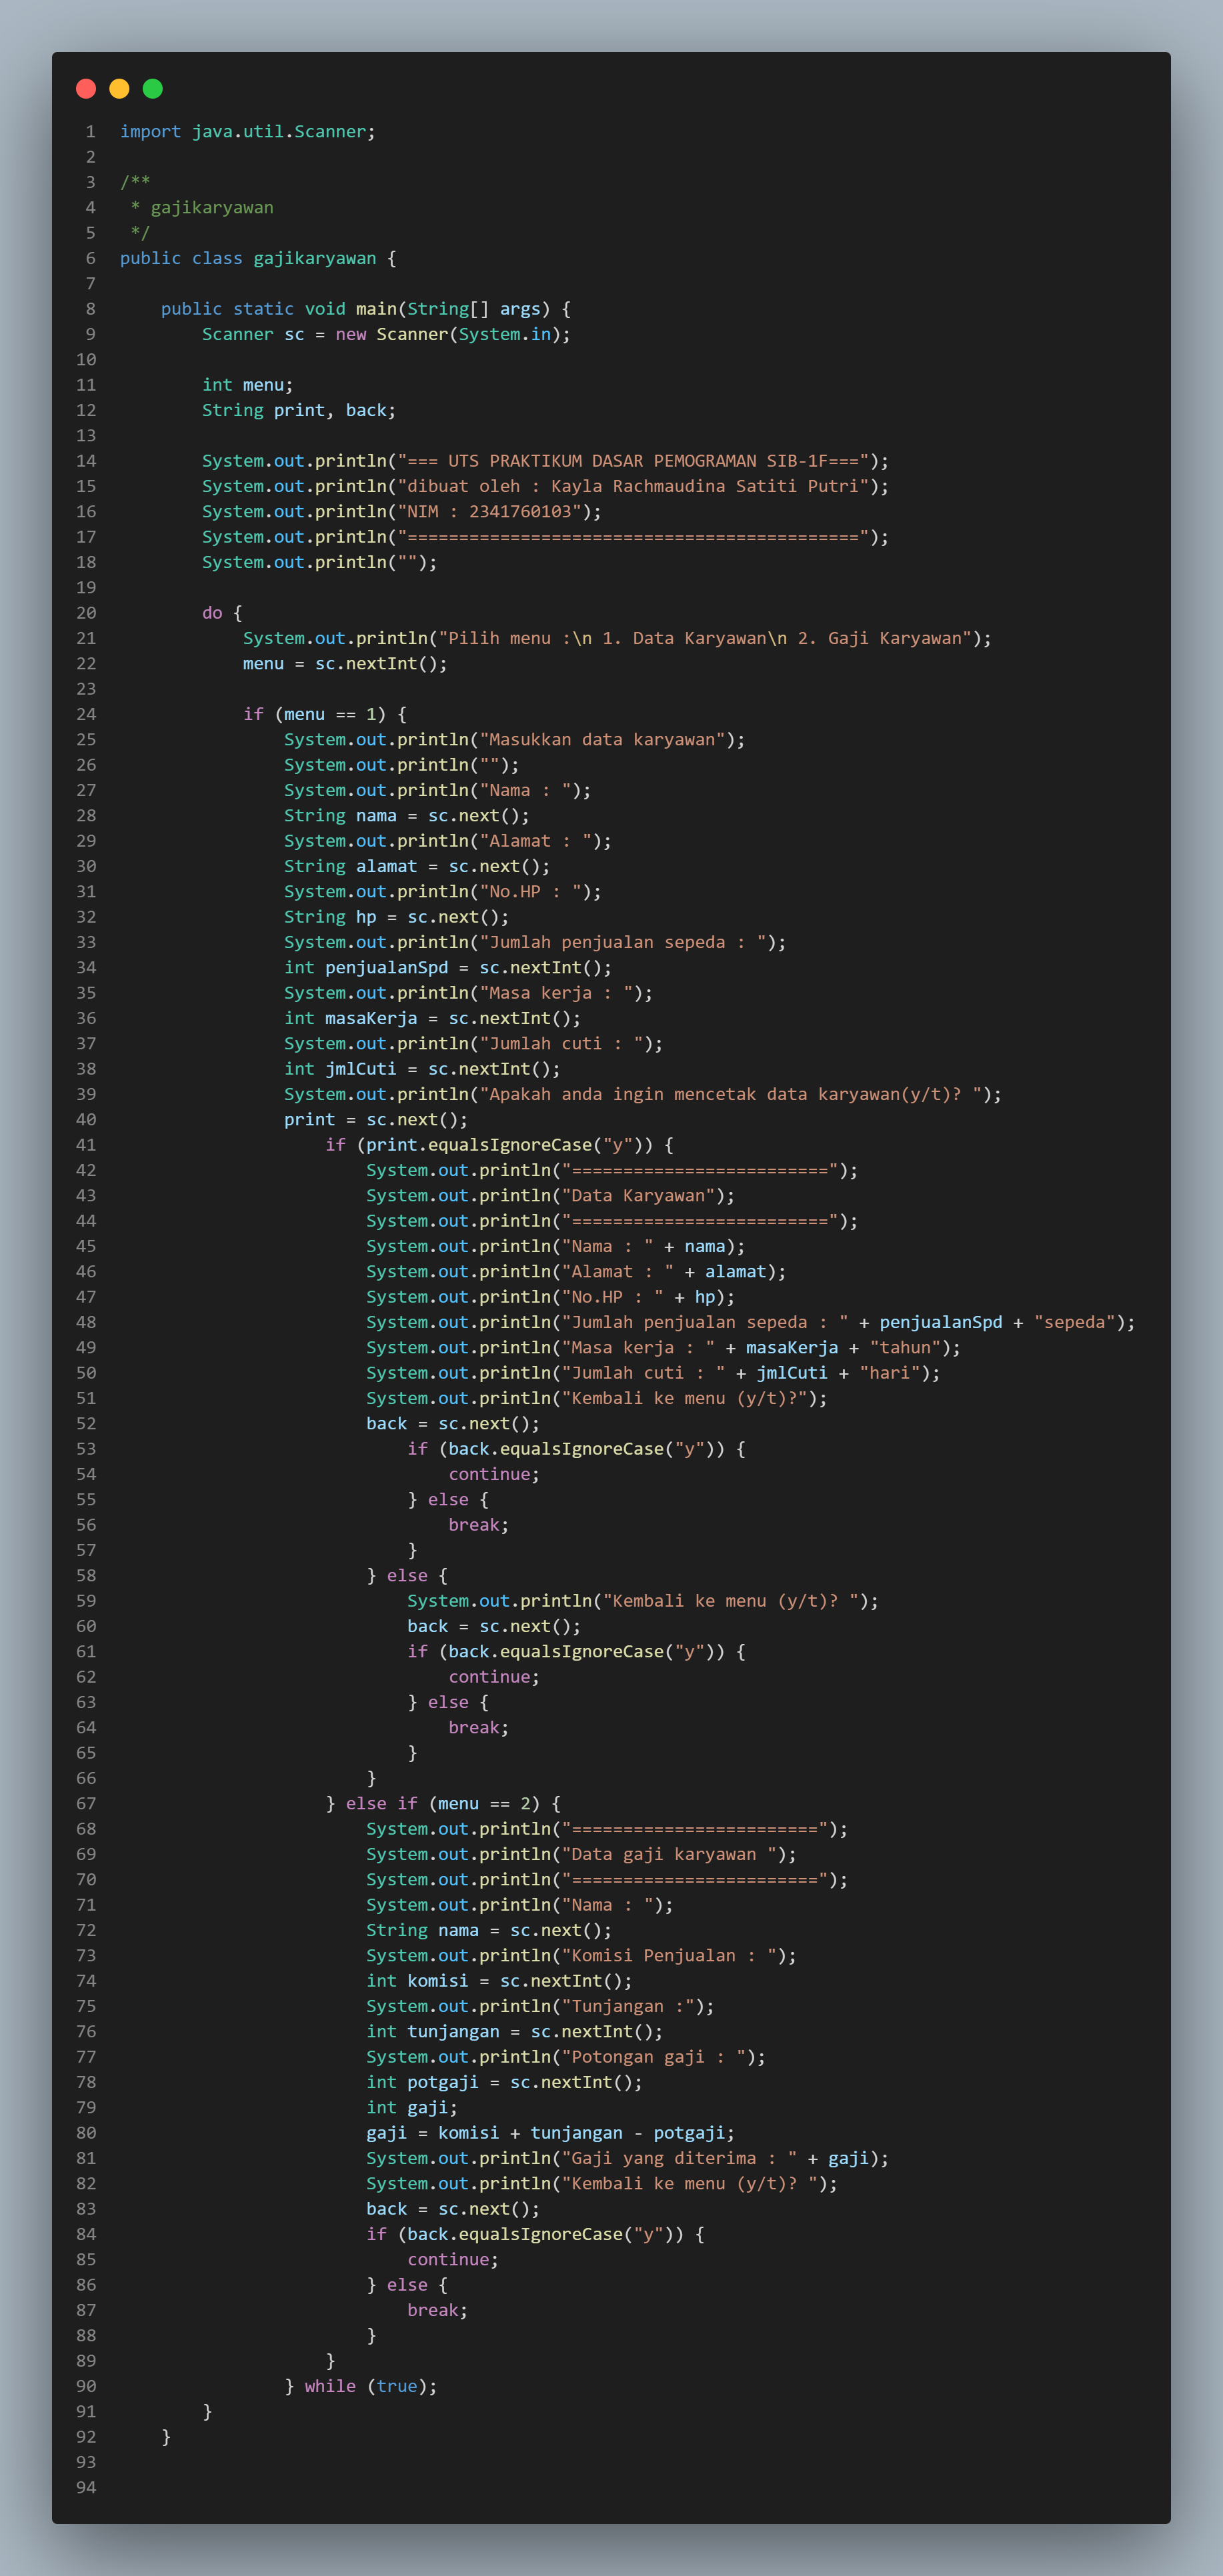 1 import java.util.Scanner;
2
3 /**
4  * gajikaryawan
5  */
6 public class gajikaryawan {
7
8     public static void main(String[] args) {
9         Scanner sc = new Scanner(System.in);
10
11         int menu;
12         String print, back;
13
14         System.out.println("=== UTS PRAKTIKUM DASAR PEMOGRAMAN SIB-1F===");
15         System.out.println("dibuat oleh : Kayla Rachmaudina Satiti Putri");
16         System.out.println("NIM : 2341760103");
17         System.out.println("============================================");
18         System.out.println("");
19
20         do {
21             System.out.println("Pilih menu :\n 1. Data Karyawan\n 2. Gaji Karyawan");
22             menu = sc.nextInt();
23
24             if (menu == 1) {
25                 System.out.println("Masukkan data karyawan");
26                 System.out.println("");
27                 System.out.println("Nama : ");
28                 String nama = sc.next();
29                 System.out.println("Alamat : ");
30                 String alamat = sc.next();
31                 System.out.println("No.HP : ");
32                 String hp = sc.next();
33                 System.out.println("Jumlah penjualan sepeda : ");
34                 int penjualanSpd = sc.nextInt();
35                 System.out.println("Masa kerja : ");
36                 int masaKerja = sc.nextInt();
37                 System.out.println("Jumlah cuti : ");
38                 int jmlCuti = sc.nextInt();
39                 System.out.println("Apakah anda ingin mencetak data karyawan(y/t)? ");
40                 print = sc.next();
41                     if (print.equalsIgnoreCase("y")) {
42                         System.out.println("=========================");
43                         System.out.println("Data Karyawan");
44                         System.out.println("=========================");
45                         System.out.println("Nama : " + nama);
46                         System.out.println("Alamat : " + alamat);
47                         System.out.println("No.HP : " + hp);
48                         System.out.println("Jumlah penjualan sepeda : " + penjualanSpd + "sepeda");
49                         System.out.println("Masa kerja : " + masaKerja + "tahun");
50                         System.out.println("Jumlah cuti : " + jmlCuti + "hari");
51                         System.out.println("Kembali ke menu (y/t)?");
52                         back = sc.next();
53                             if (back.equalsIgnoreCase("y")) {
54                                 continue;
55                             } else {
56                                 break;
57                             }
58                         } else {
59                             System.out.println("Kembali ke menu (y/t)? ");
60                             back = sc.next();
61                             if (back.equalsIgnoreCase("y")) {
62                                 continue;
63                             } else {
64                                 break;
65                             }
66                         }
67                     } else if (menu == 2) {
68                         System.out.println("========================");
69                         System.out.println("Data gaji karyawan ");
70                         System.out.println("========================");
71                         System.out.println("Nama : ");
72                         String nama = sc.next();
73                         System.out.println("Komisi Penjualan : ");
74                         int komisi = sc.nextInt();
75                         System.out.println("Tunjangan :");
76                         int tunjangan = sc.nextInt();
77                         System.out.println("Potongan gaji : ");
78                         int potgaji = sc.nextInt();
79                         int gaji;
80                         gaji = komisi + tunjangan - potgaji;
81                         System.out.println("Gaji yang diterima : " + gaji);
82                         System.out.println("Kembali ke menu (y/t)? ");
83                         back = sc.next();
84                         if (back.equalsIgnoreCase("y")) {
85                             continue;
86                         } else {
87                             break;
88                         }
89                     }
90                 } while (true);
91         }
92     }
93
94